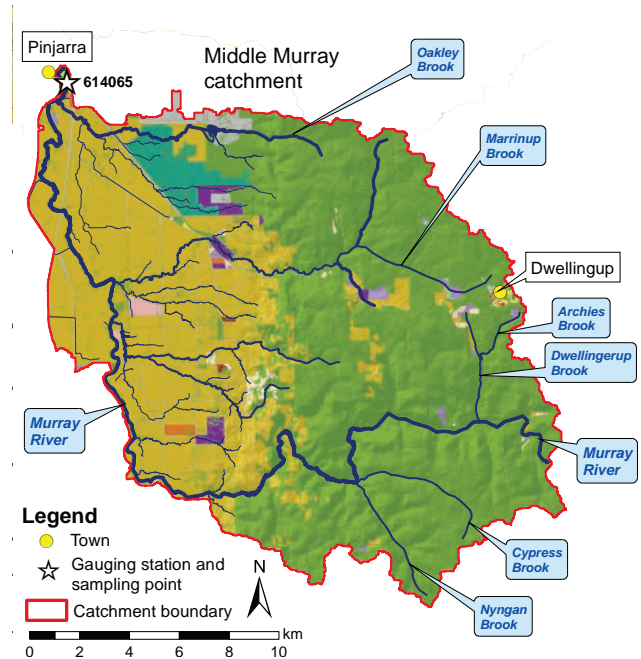 Pinjarra
614065
Middle Murray
catchment
Oakley
Brook
Marrinup
Brook
Dwellingup
Archies
Brook
Dwellingerup
Brook
Murray
River
Murray
River
Cypress
Brook
Nyngan
Brook
Legend
Town
Gauging station and
sampling point
Catchment boundary
N
km
0 2 4 6 8 10